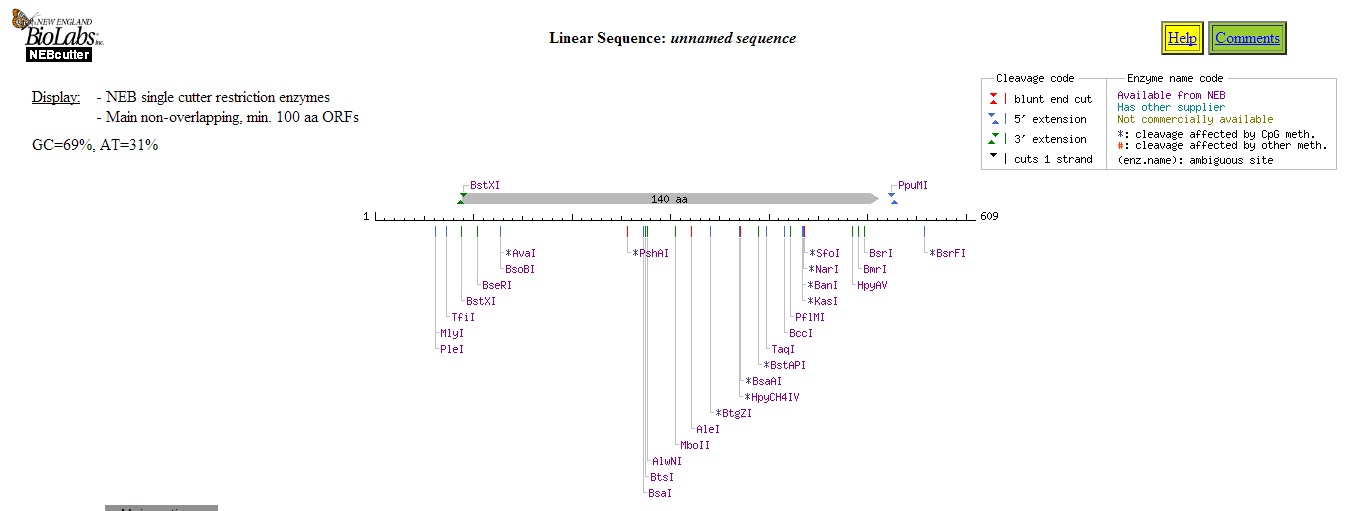 NEW ENGLAND
BioLabs Inc.
NEBcutter
Linear Sequence: unnamed sequence
Help
Comments
Display: - NEB single cutter restriction enzymes
- Main non-overlapping, min. 100 aa ORFs
GC=69%, AT=31%
Cleavage code
blunt end cut
5' extension
3' extension
cuts 1 strand
Enzyme name code
Available from NEB
Has other supplier
Not commercially available
*: cleavage affected by CpG meth.
#: cleavage affected by other meth.
(enz.name): ambiguous site
BstXI
PpuMI
140 aa
1
609
*AvaI
*PshAI
*SfoI
BsrI
*BsrFI
BsoBI
*NarI
BmrI
BseRI
*BanI
HpyAV
BstXI
*KasI
TfiI
PflMI
MlyI
BccI
PleI
TaqI
*BstAPI
*BsaAI
*HpyCH4IV
*BtgZI
AleI
MboII
AlwNI
BtsI
BsaI